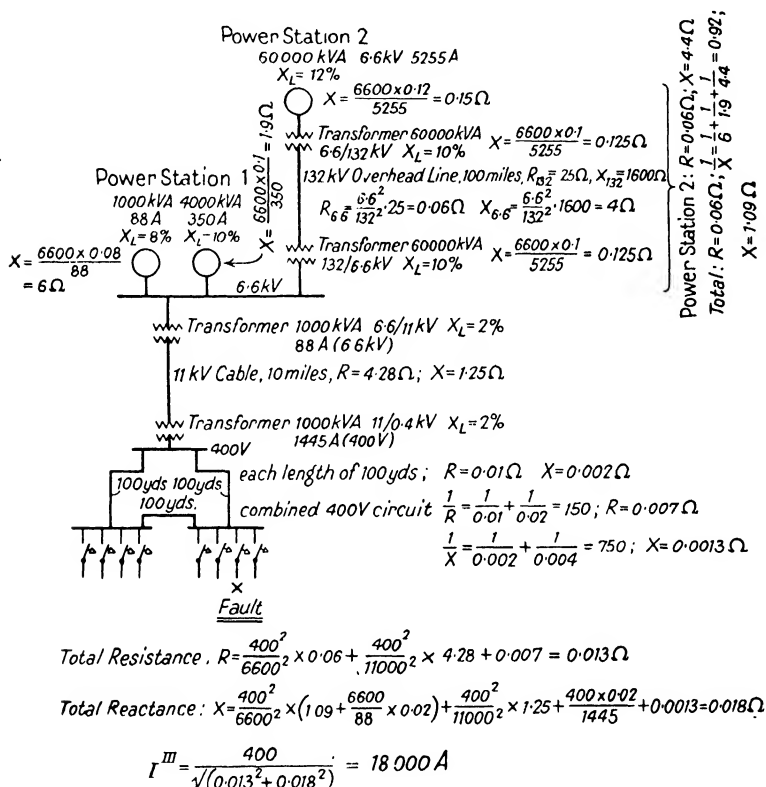 Power Station 2
60000 kVA 6·6kV 5255A
X_L= 12%
X = (6600 x 0·12)/5255 = 0·15Ω
Transformer 60000kVA
6·6/132 kV X_L=10%
X = (6600 x 0·1)/5255 = 0·125Ω
132 kV Overhead Line, 100 miles, R_132 = 25Ω, X_132 = 1600Ω
R_6·6 = 6·6²/132² · 25 = 0·06Ω X_6·6 = 6·6²/132² · 1600 = 4Ω
Transformer 60000kVA
132/6·6 kV X_L=10%
X = (6600 x 0·1)/5255 = 0·125Ω
Power Station 2: R=0·06Ω; X=4·4Ω
Total: R=0·06Ω; 1/X = 1/6 + 1/1·9 + 1/4·4 = 0·92;
X = 1·09Ω
Power Station 1
1000 kVA 4000 kVA
88 A 350 A
X_L=8% X_L-10%
X = (6600 x 0·1)/350 = 1·9Ω
X = (6600 x 0·08)/88
= 6Ω
6·6kV
Transformer 1000 kVA 6·6/11 kV X_L=2%
88 A (6 6 kV)
11 kV Cable, 10 miles, R=4·28Ω; X=1·25Ω
Transformer 1000 kVA 11/0·4 kV X_L=2%
1445 A (400 V)
400V
each length of 100 yds; R=0·01Ω X=0·002Ω
100yds 100yds
100yds.
combined 400V circuit 1/R = 1/0·01 + 1/0·02 = 150; R=0·007Ω
1/X = 1/0·002 + 1/0·004 = 750; X=0·0013Ω
X
Fault
Total Resistance. R = 400²/6600² x 0·06 + 400²/11000² x 4·28 + 0·007 = 0·013Ω
Total Reactance: X = 400²/6600² x (1 09 + 6600/88 x 0·02) + 400²/11000² x 1·25 + (400 x 0·02)/1445 + 0·0013 = 0·018Ω
I^III = 400/√(0·013² + 0·018²) = 18 000 A